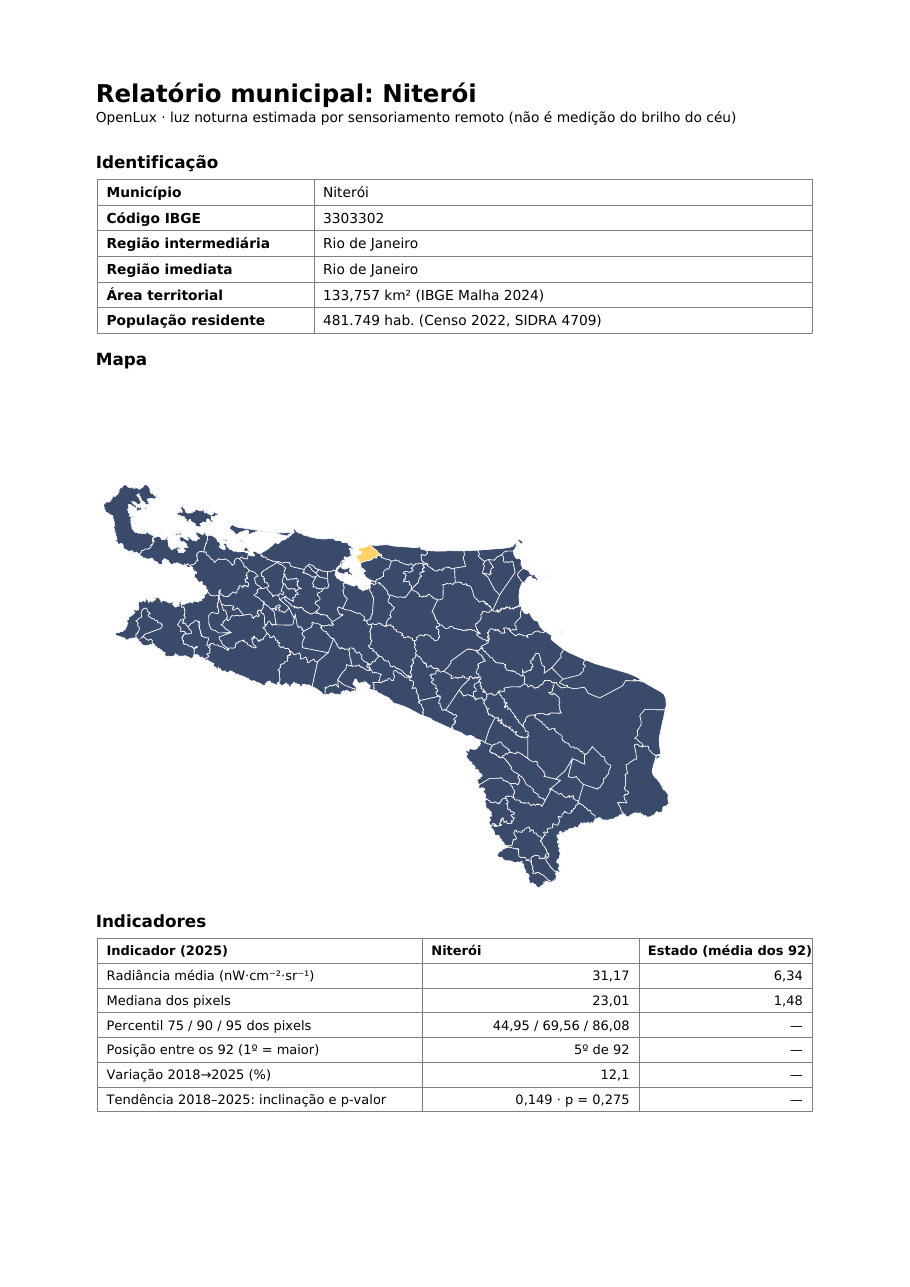 Relatório municipal: Niterói
OpenLux · luz noturna estimada por sensoriamento remoto (não é medição do brilho do céu)
Identificação
Município Niterói
Código IBGE 3303302
Região intermediária Rio de Janeiro
Região imediata Rio de Janeiro
Área territorial 133,757 km² (IBGE Malha 2024)
População residente 481.749 hab. (Censo 2022, SIDRA 4709)
Mapa
Indicadores
Indicador (2025) Niterói Estado (média dos 92)
Radiância média (nW·cm⁻²·sr⁻¹) 31,17 6,34
Mediana dos pixels 23,01 1,48
Percentil 75 / 90 / 95 dos pixels 44,95 / 69,56 / 86,08 —
Posição entre os 92 (1º = maior) 5º de 92 —
Variação 2018→2025 (%) 12,1 —
Tendência 2018–2025: inclinação e p-valor 0,149 · p = 0,275 —